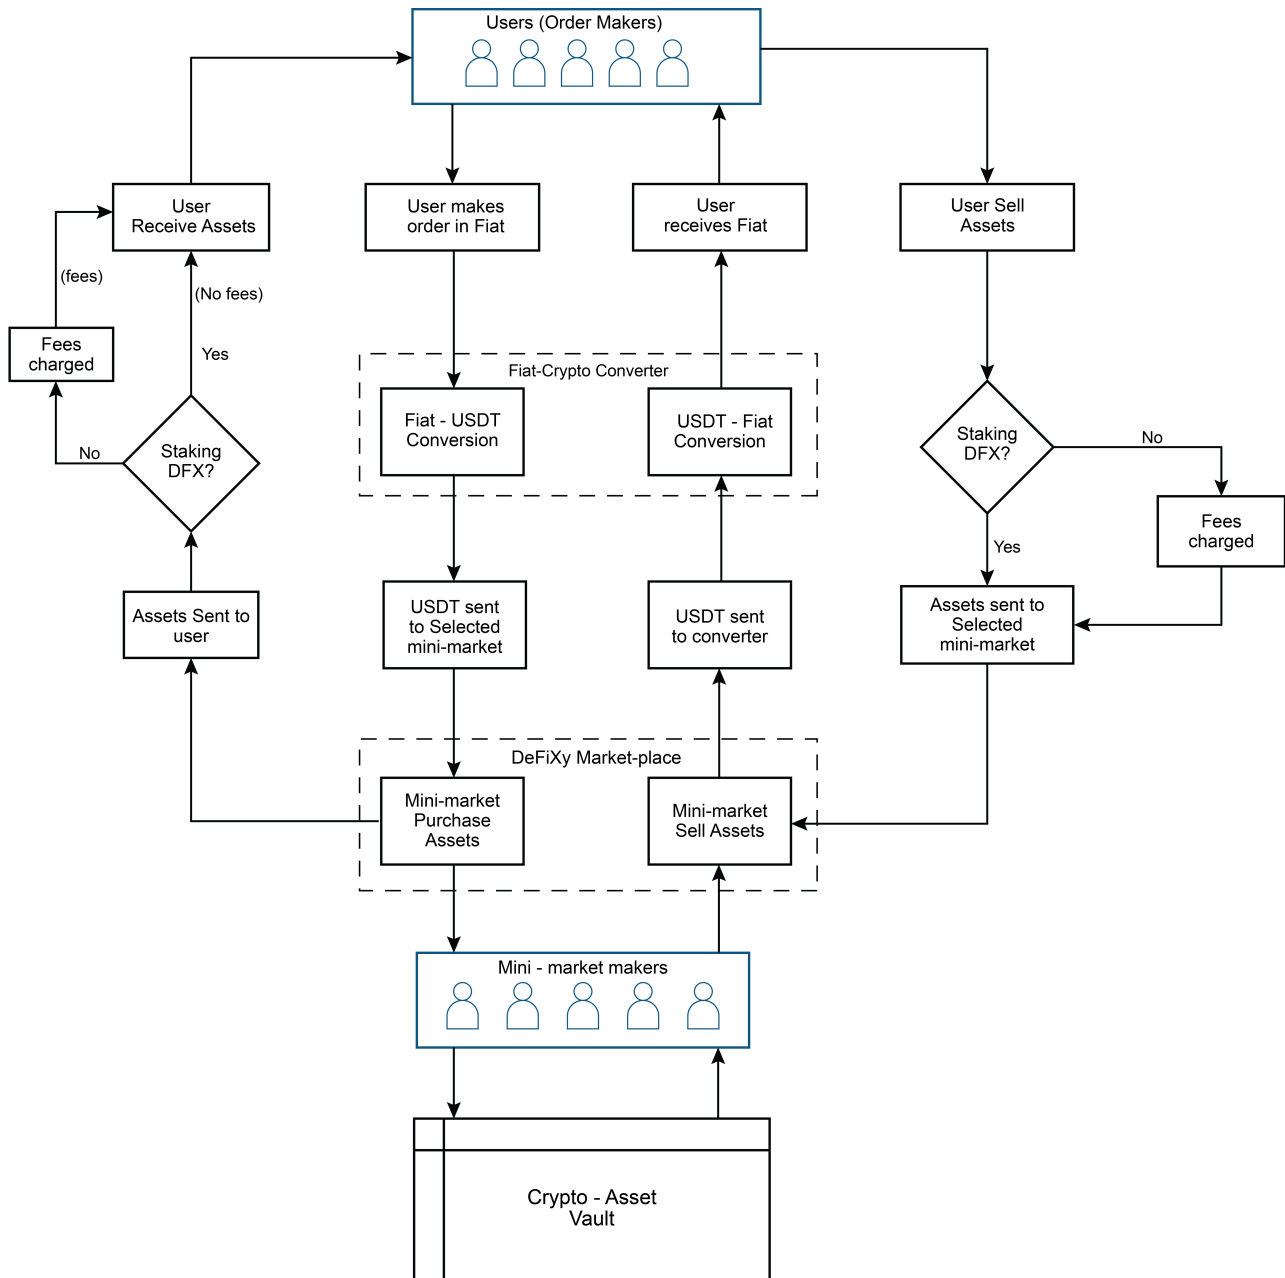 Users (Order Makers)
User
Receive Assets
User makes
order in Fiat
User
receives Fiat
User Sell
Assets
(fees)
(No fees)
Fees
charged
Yes
Fiat-Crypto Converter
Fiat - USDT
Conversion
USDT - Fiat
Conversion
Staking
DFX?
No
Staking
DFX?
No
Fees
charged
Yes
Assets Sent to
user
USDT sent
to Selected
mini-market
USDT sent
to converter
Assets sent to
Selected
mini-market
DeFiXy Market-place
Mini-market
Purchase
Assets
Mini-market
Sell Assets
Mini - market makers
Crypto - Asset
Vault